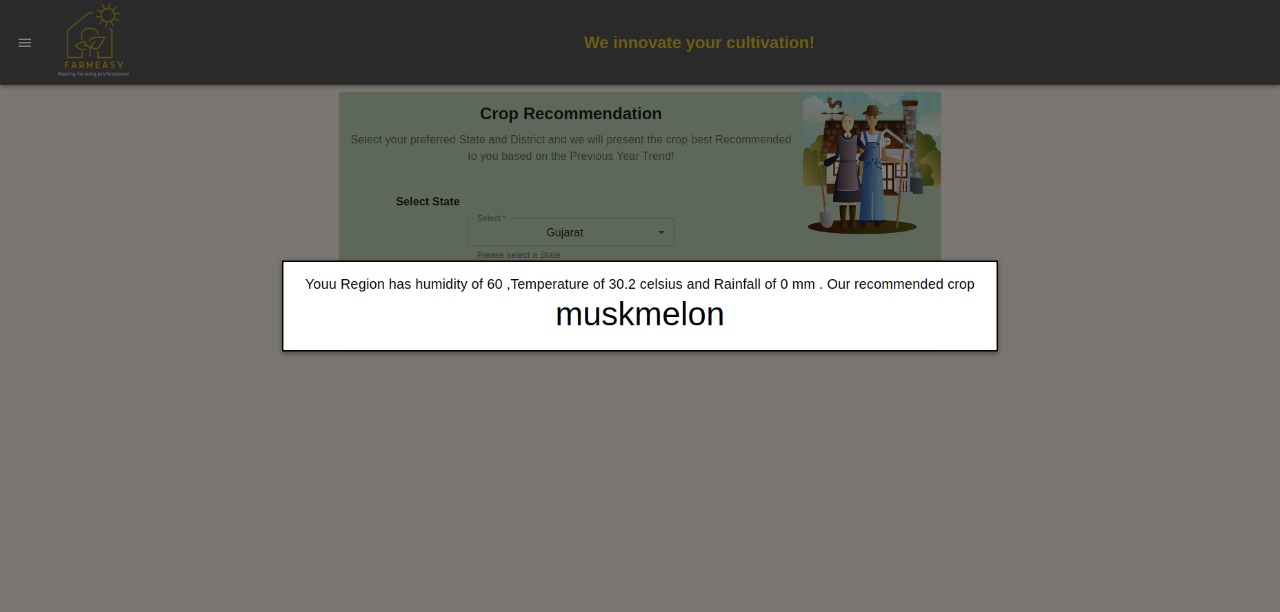 FARMEASY
Making farming professional
We innovate your cultivation!
Crop Recommendation
Select your preferred State and District and we will present the crop best Recommended
to you based on the Previous Year Trend!
Select State
Select *
Gujarat
Please select a State
Youu Region has humidity of 60 ,Temperature of 30.2 celsius and Rainfall of 0 mm . Our recommended crop
muskmelon